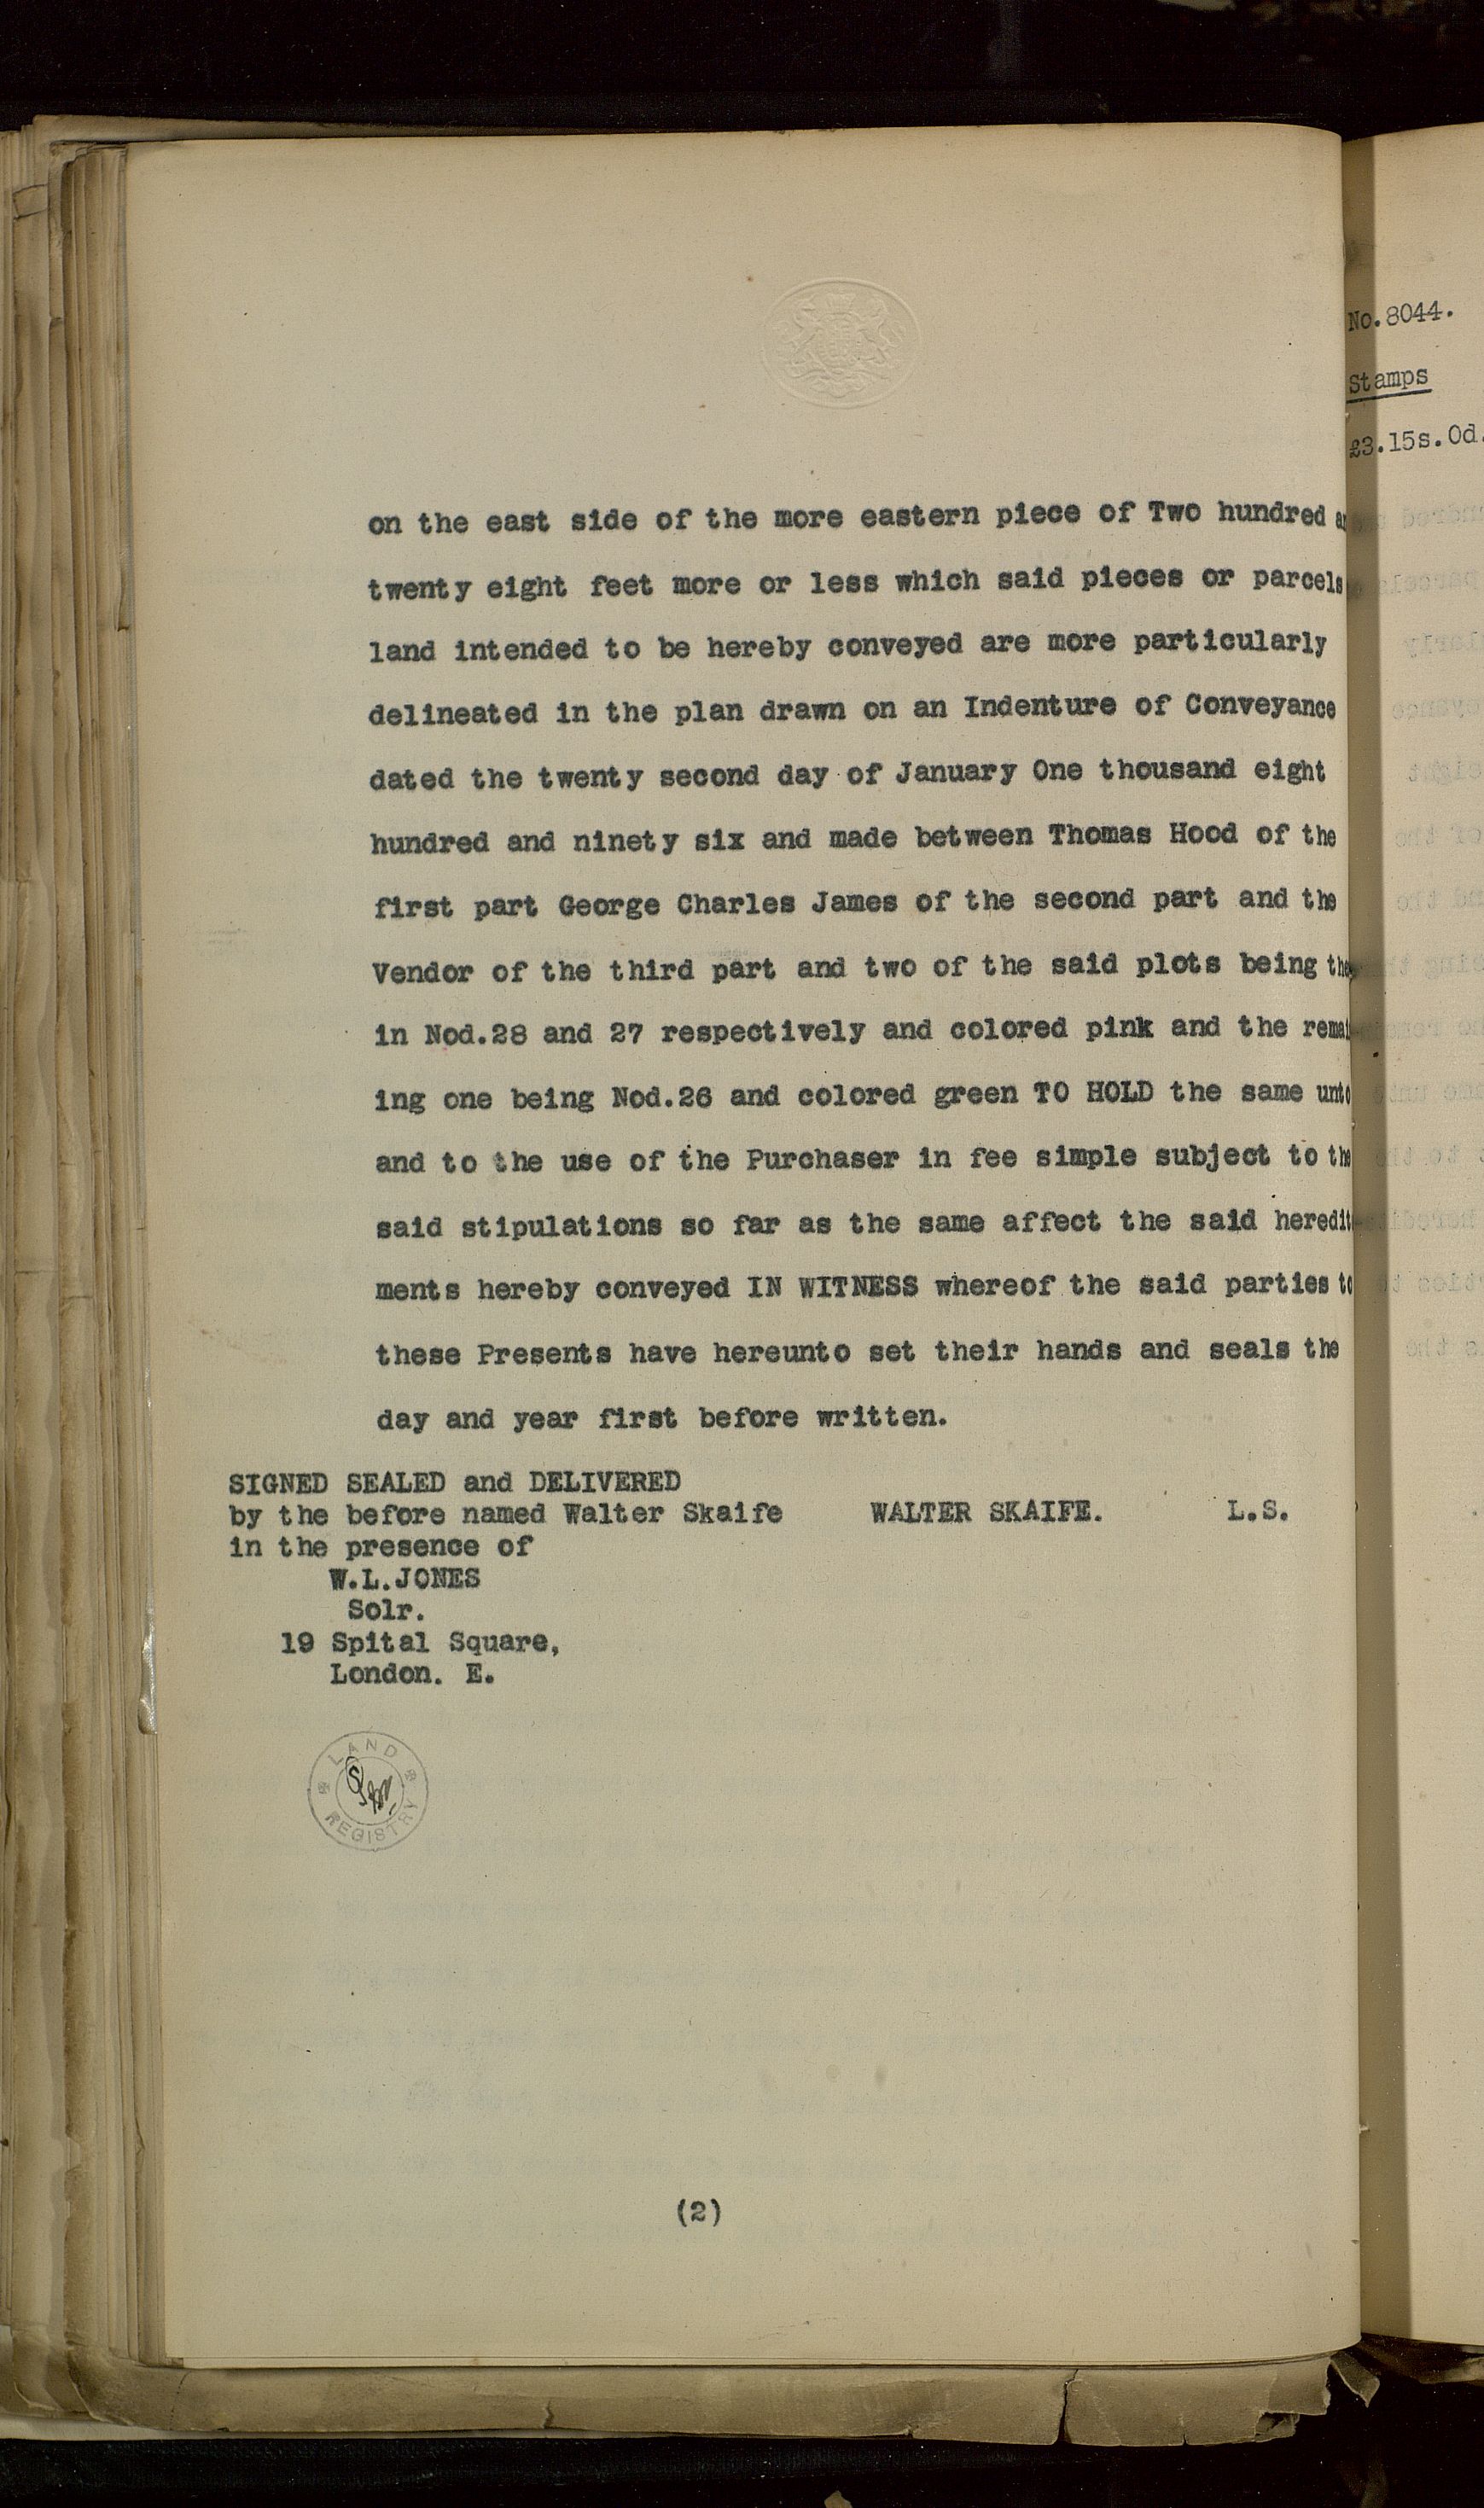 on the east side of the more eastern piece of Two hundred
twenty eight feet more or less which said pieces or parcels
land intended to be hereby conveyed are more particularly
delineated in the plan drawn on an Indenture of Conveyance
dated the twenty second day of January One thousand eight
hundred and ninety six and made between Thomas Hood of the
first part George Charles James of the second part and the
Vendor of the third part and two of the said plots being the
in Nod.28 and 27 respectively and colored pink and the remai
ing one being Nod.26 and colored green TO HOLD the same unto
and to the use of the Purchaser in fee simple subject to the
said stipulations so far as the same affect the said heredit
ments hereby conveyed IN WITNESS whereof the said parties to
these Presents have hereunto set their hands and seals the
day and year first before written.
SIGNED SEALED and DELIVERED
by the before named Walter Skaife WALTER SKAIFE. L.S.
in the presence of
W.L.JONES
Solr.
19 Spital Square,
London. E.
LAND REGISTRY
(2)
No.8044.
Stamps
£3.15s.0d.